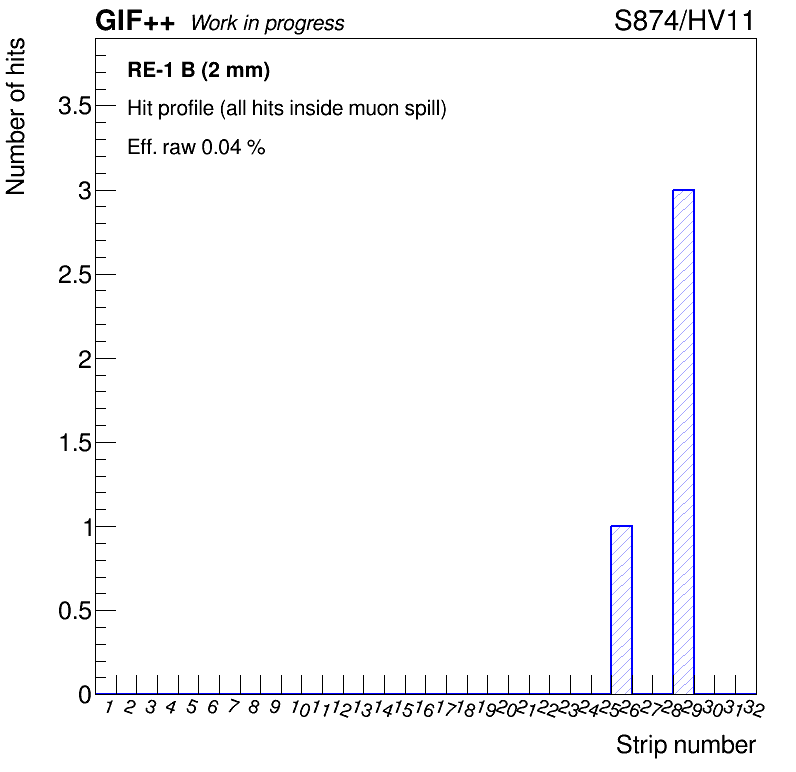 GIF++ Work in progress S874/HV11
Number of hits
RE-1 B (2 mm)
Hit profile (all hits inside muon spill)
Eff. raw 0.04 %
3.5
3
2.5
2
1.5
1
0.5
0
1 2 3 4 5 6 7 8 9 10 11 12 13 14 15 16 17 18 19 20 21 22 23 24 25 26 27 28 29 30 31 32
Strip number